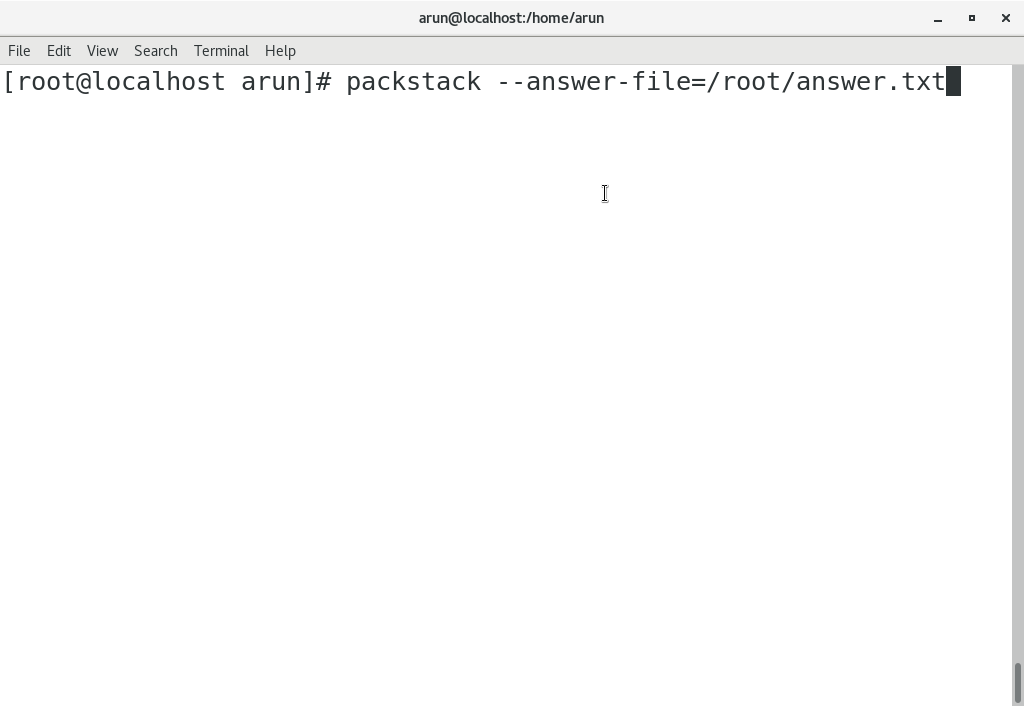 arun@localhost:/home/arun
File Edit View Search Terminal Help
[root@localhost arun]# packstack --answer-file=/root/answer.txt